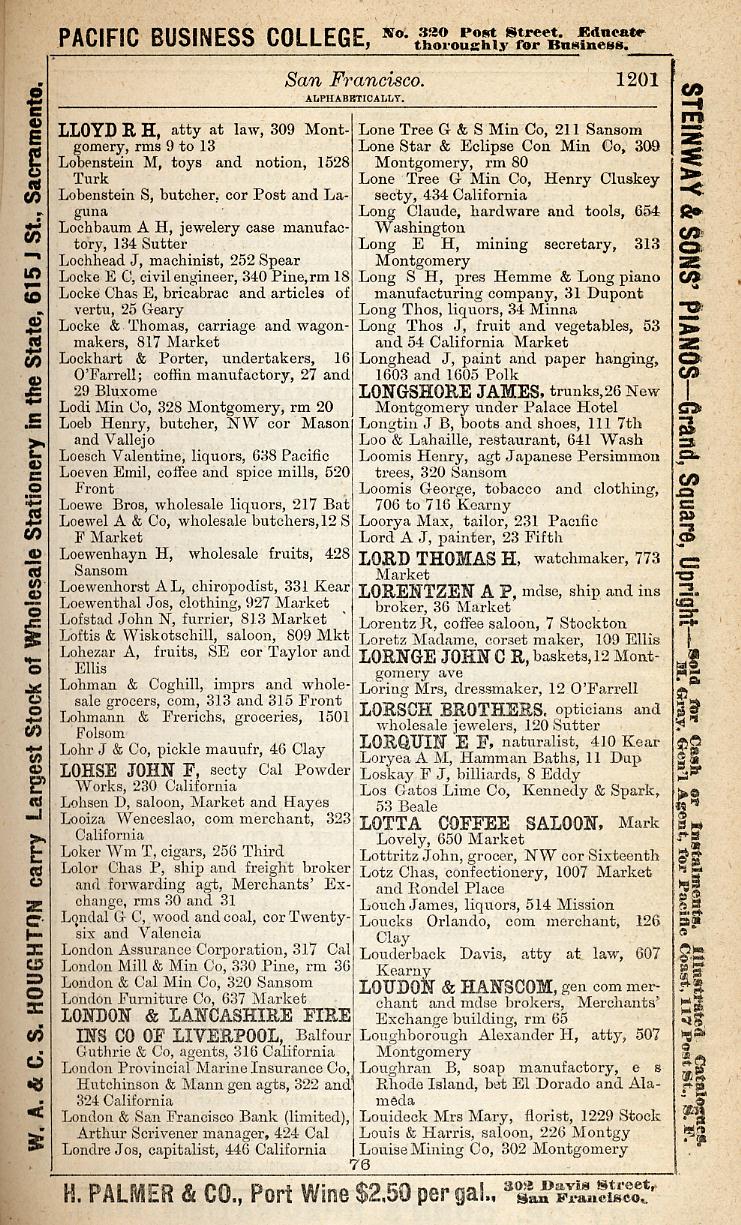 PACIFIC BUSINESS COLLEGE, No. 320 Post Street. Educate
thoroughly for Business.
San Francisco. 1201
ALPHABETICALLY.
LLOYD R H, atty at law, 309 Mont-
gomery, rms 9 to 13
Lobenstein M, toys and notion, 1528
Turk
Lobenstein S, butcher, cor Post and La-
guna
Lochbaum A H, jewelery case manufac-
tory, 134 Sutter
Lochhead J, machinist, 252 Spear
Locke E C, civil engineer, 340 Pine, rm 18
Locke Chas E, bricabrac and articles of
vertu, 25 Geary
Locke & Thomas, carriage and wagon-
makers, 817 Market
Lockhart & Porter, undertakers, 16
O'Farrell; coffin manufactory, 27 and
29 Bluxome
Lodi Min Co, 328 Montgomery, rm 20
Loeb Henry, butcher, NW cor Mason
and Vallejo
Loesch Valentine, liquors, 638 Pacific
Loeven Emil, coffee and spice mills, 520
Front
Loewe Bros, wholesale liquors, 217 Bat
Loewel A & Co, wholesale butchers, 12 S
F Market
Loewenhayn H, wholesale fruits, 428
Sansom
Loewenhorst A L, chiropodist, 331 Kear
Loewenthal Jos, clothing, 927 Market
Lofstad John N, furrier, 813 Market
Loftis & Wiskotschill, saloon, 809 Mkt
Lohezar A, fruits, SE cor Taylor and
Ellis
Lohman & Coghill, imprs and whole-
sale grocers, com, 313 and 315 Front
Lohmann & Frerichs, groceries, 1501
Folsom
Lohr J & Co, pickle manufr, 46 Clay
LOHSE JOHN F, secty Cal Powder
Works, 230 California
Lohsen D, saloon, Market and Hayes
Looiza Wenceslao, com merchant, 323
California
Loker Wm T, cigars, 256 Third
Lolor Chas P, ship and freight broker
and forwarding agt, Merchants' Ex-
change, rms 30 and 31
Londal G C, wood and coal, cor Twenty-
six and Valencia
London Assurance Corporation, 317 Cal
London Mill & Min Co, 330 Pine, rm 36
London & Cal Min Co, 320 Sansom
London Furniture Co, 637 Market
LONDON & LANCASHIRE FIRE
INS CO OF LIVERPOOL, Balfour
Guthrie & Co, agents, 316 California
London Provincial Marine Insurance Co,
Hutchinson & Mann gen agts, 322 and
324 California
London & San Francisco Bank (limited),
Arthur Scrivener manager, 424 Cal
Londre Jos, capitalist, 446 California
Lone Tree G & S Min Co, 211 Sansom
Lone Star & Eclipse Con Min Co, 309
Montgomery, rm 80
Lone Tree G Min Co, Henry Cluskey
secty, 434 California
Long Claude, hardware and tools, 654
Washington
Long E H, mining secretary, 313
Montgomery
Long S H, pres Hemme & Long piano
manufacturing company, 31 Dupont
Long Thos, liquors, 34 Minna
Long Thos J, fruit and vegetables, 53
and 54 California Market
Longhead J, paint and paper hanging,
1603 and 1605 Polk
LONGSHORE JAMES, trunks, 26 New
Montgomery under Palace Hotel
Longtin J B, boots and shoes, 111 7th
Loo & Lahaille, restaurant, 641 Wash
Loomis Henry, agt Japanese Persimmon
trees, 320 Sansom
Loomis George, tobacco and clothing,
706 to 716 Kearny
Loorya Max, tailor, 231 Pacific
Lord A J, painter, 23 Fifth
LORD THOMAS H, watchmaker, 773
Market
LORENTZEN A P, mdse, ship and ins
broker, 36 Market
Lorentz R, coffee saloon, 7 Stockton
Loretz Madame, corset maker, 109 Ellis
LORNGE JOHN C R, baskets, 12 Mont-
gomery ave
Loring Mrs, dressmaker, 12 O'Farrell
LORSCH BROTHERS, opticians and
wholesale jewelers, 120 Sutter
LORQUIN E F, naturalist, 410 Kear
Loryea A M, Hamman Baths, 11 Dup
Loskay F J, billiards, 8 Eddy
Los Gatos Lime Co, Kennedy & Spark,
53 Beale
LOTTA COFFEE SALOON, Mark
Lovely, 650 Market
Lottritz John, grocer, NW cor Sixteenth
Lotz Chas, confectionery, 1007 Market
and Rondel Place
Louch James, liquors, 514 Mission
Loucks Orlando, com merchant, 126
Clay
Louderback Davis, atty at law, 607
Kearny
LOUDON & HANSCOM, gen com mer-
chant and mdse brokers, Merchants'
Exchange building, rm 65
Loughborough Alexander H, atty, 507
Montgomery
Loughran B, soap manufactory, e s
Rhode Island, bet El Dorado and Ala-
meda
Louideck Mrs Mary, florist, 1229 Stock
Louis & Harris, saloon, 226 Montgy
Louise Mining Co, 302 Montgomery
76
H. PALMER & CO., Port Wine $2.50 per gal., 302 Davis Street,
San Francisco.
W. A. & C. S. HOUGHTON carry Largest Stock of Wholesale Stationery in the State, 615 J St., Sacramento.
STEINWAY & SONS' PIANOS—Grand, Square, Upright—Sold for Cash or Instalments. Illustrated Catalogues.
M. Gray, Gen'l Agent, for Pacific Coast, 117 Post St., S. F.